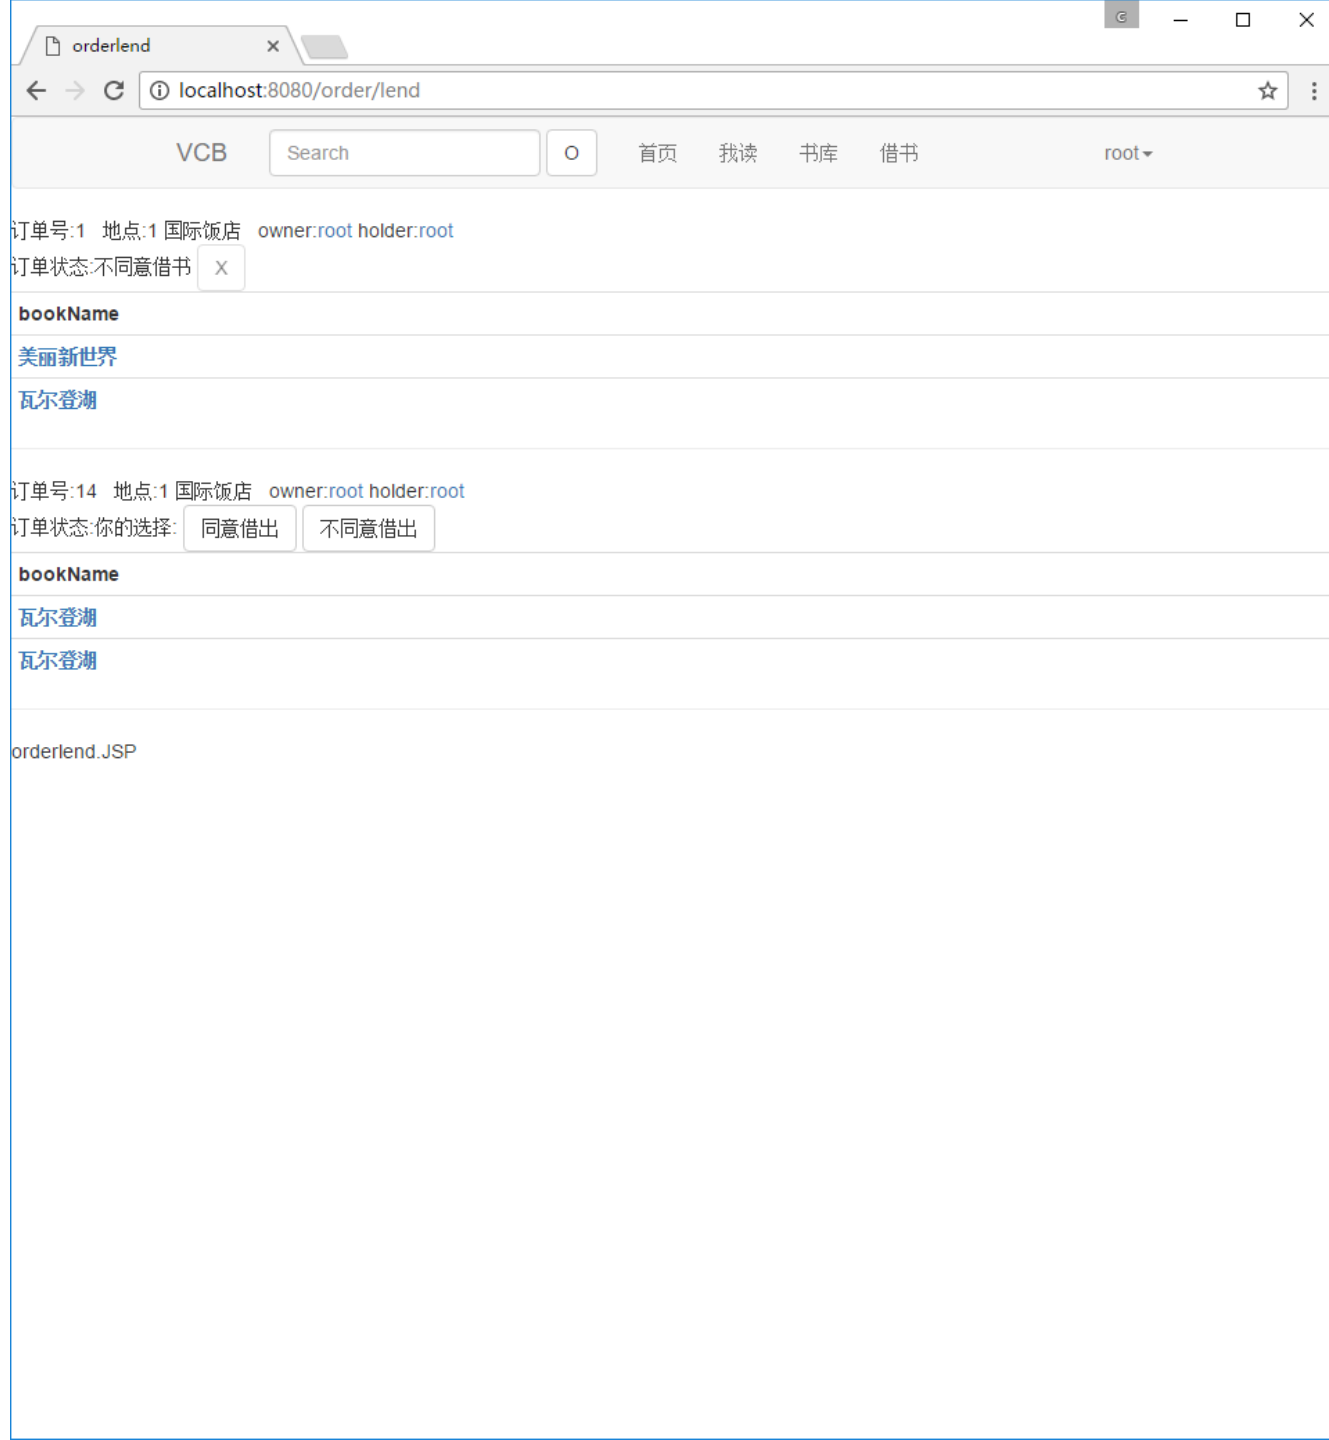 G
orderlend
localhost:8080/order/lend
VCB Search O 首页 我读 书库 借书 root
订单号:1 地点:1 国际饭店 owner:root holder:root
订单状态:不同意借书 X
bookName
美丽新世界
瓦尔登湖
订单号:14 地点:1 国际饭店 owner:root holder:root
订单状态:你的选择: 同意借出 不同意借出
bookName
瓦尔登湖
瓦尔登湖
orderlend.JSP